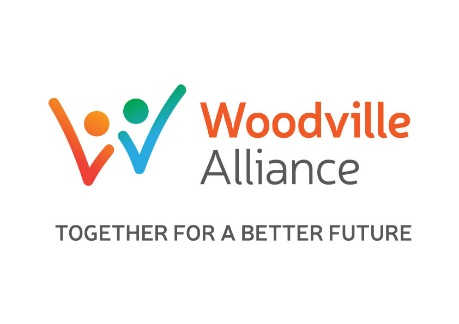 Woodville
Alliance
TOGETHER FOR A BETTER FUTURE